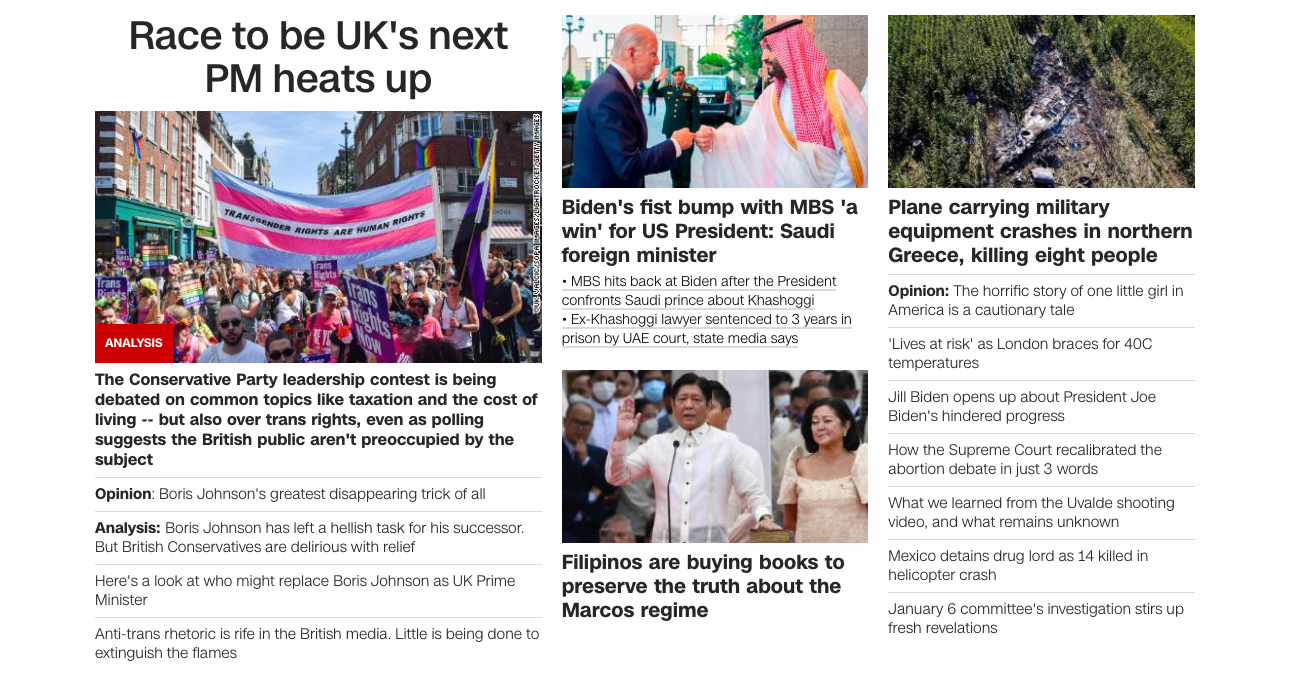 Race to be UK's next
PM heats up
TRANSGENDER RIGHTS ARE HUMAN RIGHTS
Trans
Rights
Now
Trans
Rights
Now
Trans
Rights
NOW
ANALYSIS
The Conservative Party leadership contest is being
debated on common topics like taxation and the cost of
living -- but also over trans rights, even as polling
suggests the British public aren't preoccupied by the
subject
Opinion: Boris Johnson's greatest disappearing trick of all
Analysis: Boris Johnson has left a hellish task for his successor.
But British Conservatives are delirious with relief
Here's a look at who might replace Boris Johnson as UK Prime
Minister
Anti-trans rhetoric is rife in the British media. Little is being done to
extinguish the flames
Biden's fist bump with MBS 'a
win' for US President: Saudi
foreign minister
• MBS hits back at Biden after the President
confronts Saudi prince about Khashoggi
• Ex-Khashoggi lawyer sentenced to 3 years in
prison by UAE court, state media says
Filipinos are buying books to
preserve the truth about the
Marcos regime
Plane carrying military
equipment crashes in northern
Greece, killing eight people
Opinion: The horrific story of one little girl in
America is a cautionary tale
'Lives at risk' as London braces for 40C
temperatures
Jill Biden opens up about President Joe
Biden's hindered progress
How the Supreme Court recalibrated the
abortion debate in just 3 words
What we learned from the Uvalde shooting
video, and what remains unknown
Mexico detains drug lord as 14 killed in
helicopter crash
January 6 committee's investigation stirs up
fresh revelations